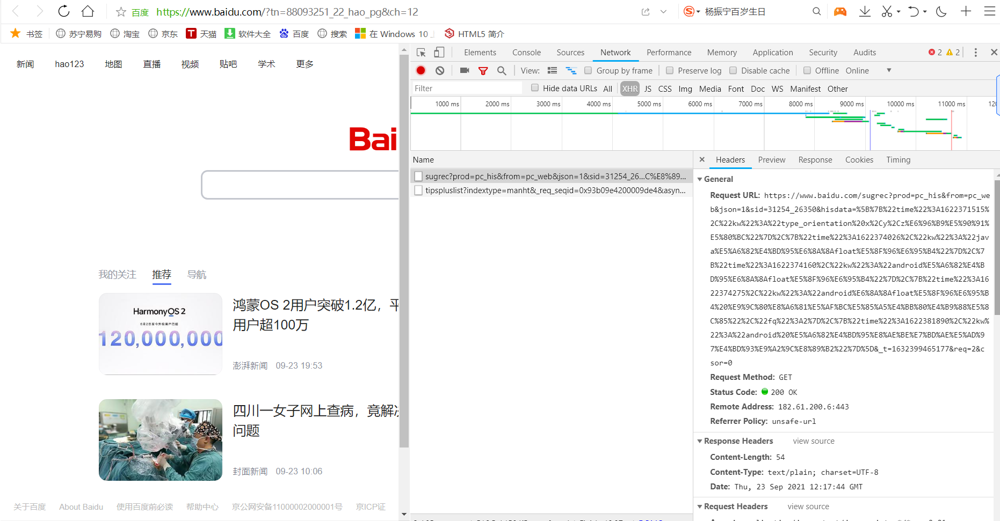 百度 https://www.baidu.com/?tn=88093251_22_hao_pg&ch=12 杨振宁百岁生日
书签 苏宁易购 淘宝 京东 T 天猫 软件大全 百度 搜索 在 Windows 10 HTML5 简介
新闻 hao123 地图 直播 视频 贴吧 学术 更多
Bai
我的关注 推荐 导航
HarmonyOS 2
6月2日至今升级用户已超
120,000,000
鸿蒙OS 2用户突破1.2亿，平
用户超100万
澎湃新闻 09-23 19:53
四川一女子网上查病，竟解决
问题
封面新闻 09-23 10:06
关于百度 About Baidu 使用百度前必读 帮助中心 京公网安备11000002000001号 京ICP证
Elements Console Sources Network Performance Memory Application Security Audits 2 2
View: Group by frame Preserve log Disable cache Offline Online
Filter Hide data URLs All XHR JS CSS Img Media Font Doc WS Manifest Other
1000 ms 2000 ms 3000 ms 4000 ms 5000 ms 6000 ms 7000 ms 8000 ms 9000 ms 10000 ms 11000 ms 120
Name
sugrec?prod=pc_his&from=pc_web&json=1&sid=31254_26...C%E8%89...
tipspluslist?indextype=manht&_req_seqid=0x93b09e4200009de4&asyn...
Headers Preview Response Cookies Timing
General
Request URL: https://www.baidu.com/sugrec?prod=pc_his&from=pc_we
b&json=1&sid=31254_26350&hisdata=%5B%7B%22time%22%3A1622371515%
2C%22kw%22%3A%22type_orientation%20x%2Cy%2Cz%E6%96%B9%E5%90%91%
E5%80%BC%22%7D%2C%7B%22time%22%3A1622374026%2C%22kw%22%3A%22jav
a%E5%A6%82%E4%BD%95%E6%8A%8Afloat%E5%8F%96%E6%95%B4%22%7D%2C%7
B%22time%22%3A1622374160%2C%22kw%22%3A%22android%E5%A6%82%E4%B
D%95%E6%8A%8Afloat%E5%8F%96%E6%95%B4%22%7D%2C%7B%22time%22%3A16
22374275%2C%22kw%22%3A%22android%E6%8A%8Afloat%E5%8F%96%E6%95%B
4%20%E9%9C%80%E8%A6%81%E5%AF%BC%E5%85%A5%E4%BB%80%E4%B9%88%E5%8
C%85%22%2C%22fq%22%3A2%7D%2C%7B%22time%22%3A1622381890%2C%22kw%
22%3A%22android%20%E5%A6%82%E4%BD%95%E8%AE%BE%E7%BD%AE%E5%AD%9
7%E4%BD%93%E9%A2%9C%E8%89%B2%22%7D%5D&_t=1632399465177&req=2&c
sor=0
Request Method: GET
Status Code: 200 OK
Remote Address: 182.61.200.6:443
Referrer Policy: unsafe-url
Response Headers view source
Content-Length: 54
Content-Type: text/plain; charset=UTF-8
Date: Thu, 23 Sep 2021 12:17:44 GMT
Request Headers view source